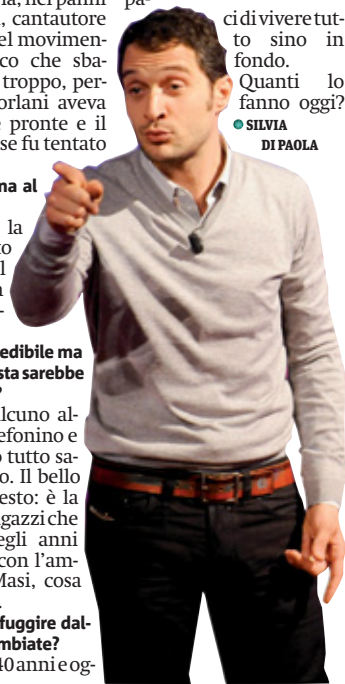 pa-
, cantautore
el movimen-
co che sba-
troppo, per-
orlani aveva
pronte e il
se fu tentato
na al
la
edibile ma
sta sarebbe
lcuno al-
efonino e
tutto sa-
o. Il bello
esto: è la
gazzi che
egli anni
con l'am-
Masi, cosa
fuggire dal-
mbiate?
40 anni e og-
ci di vivere tut-
to sino in
fondo.
Quanti lo
fanno oggi?
SILVIA
DI PAOLA